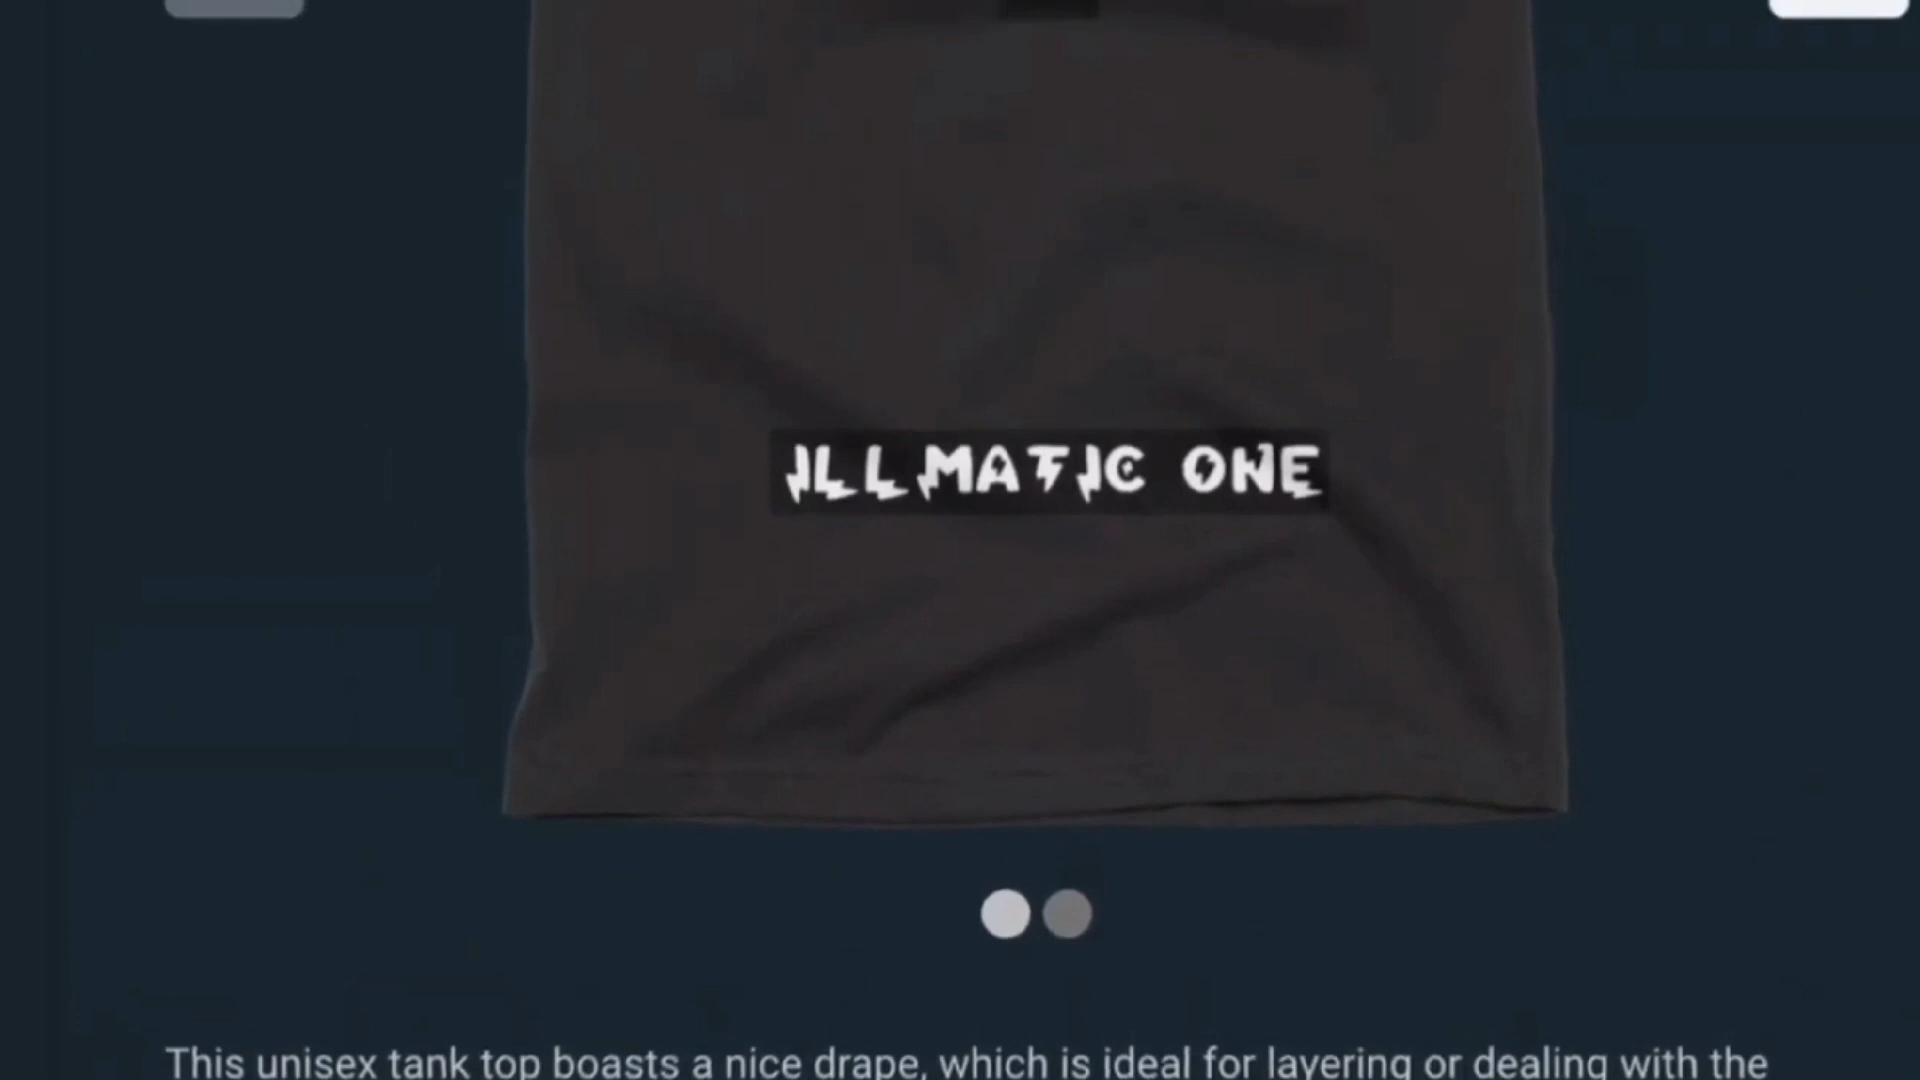 ILLMATIC ONE
This unisex tank top boasts a nice drape, which is ideal for layering or dealing with the